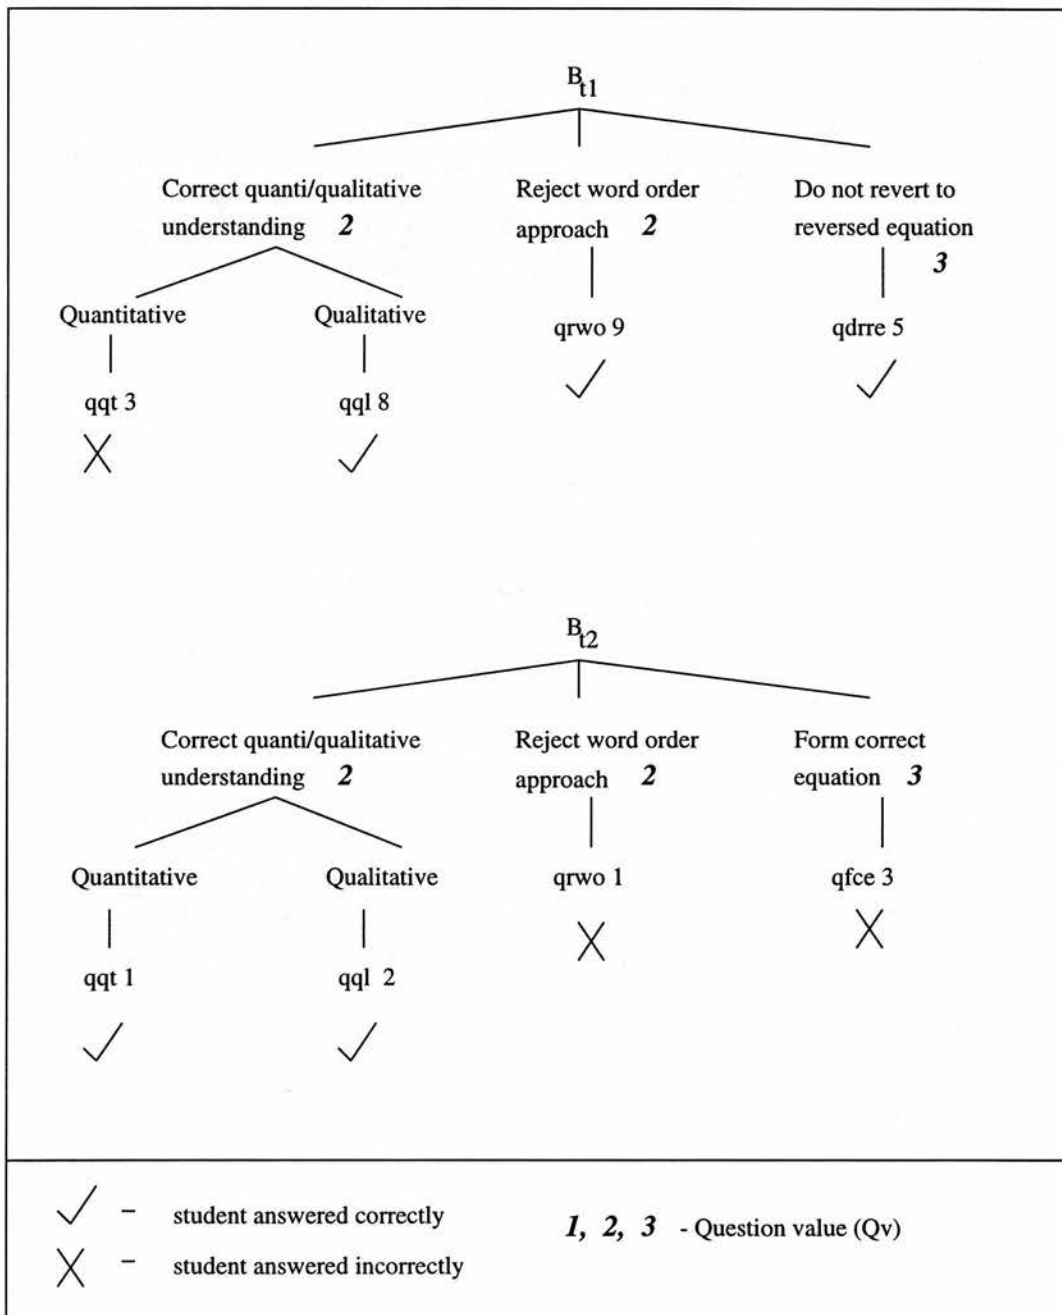 B_t1
Correct quanti/qualitative
understanding 2
Reject word order
approach 2
Do not revert to
reversed equation
3
Quantitative
Qualitative
qrwo 9
qdrre 5
qqt 3
qql 8
B_t2
Correct quanti/qualitative
understanding 2
Reject word order
approach 2
Form correct
equation 3
Quantitative
Qualitative
qrwo 1
qfce 3
qqt 1
qql 2
– student answered correctly
1, 2, 3 - Question value (Qv)
– student answered incorrectly